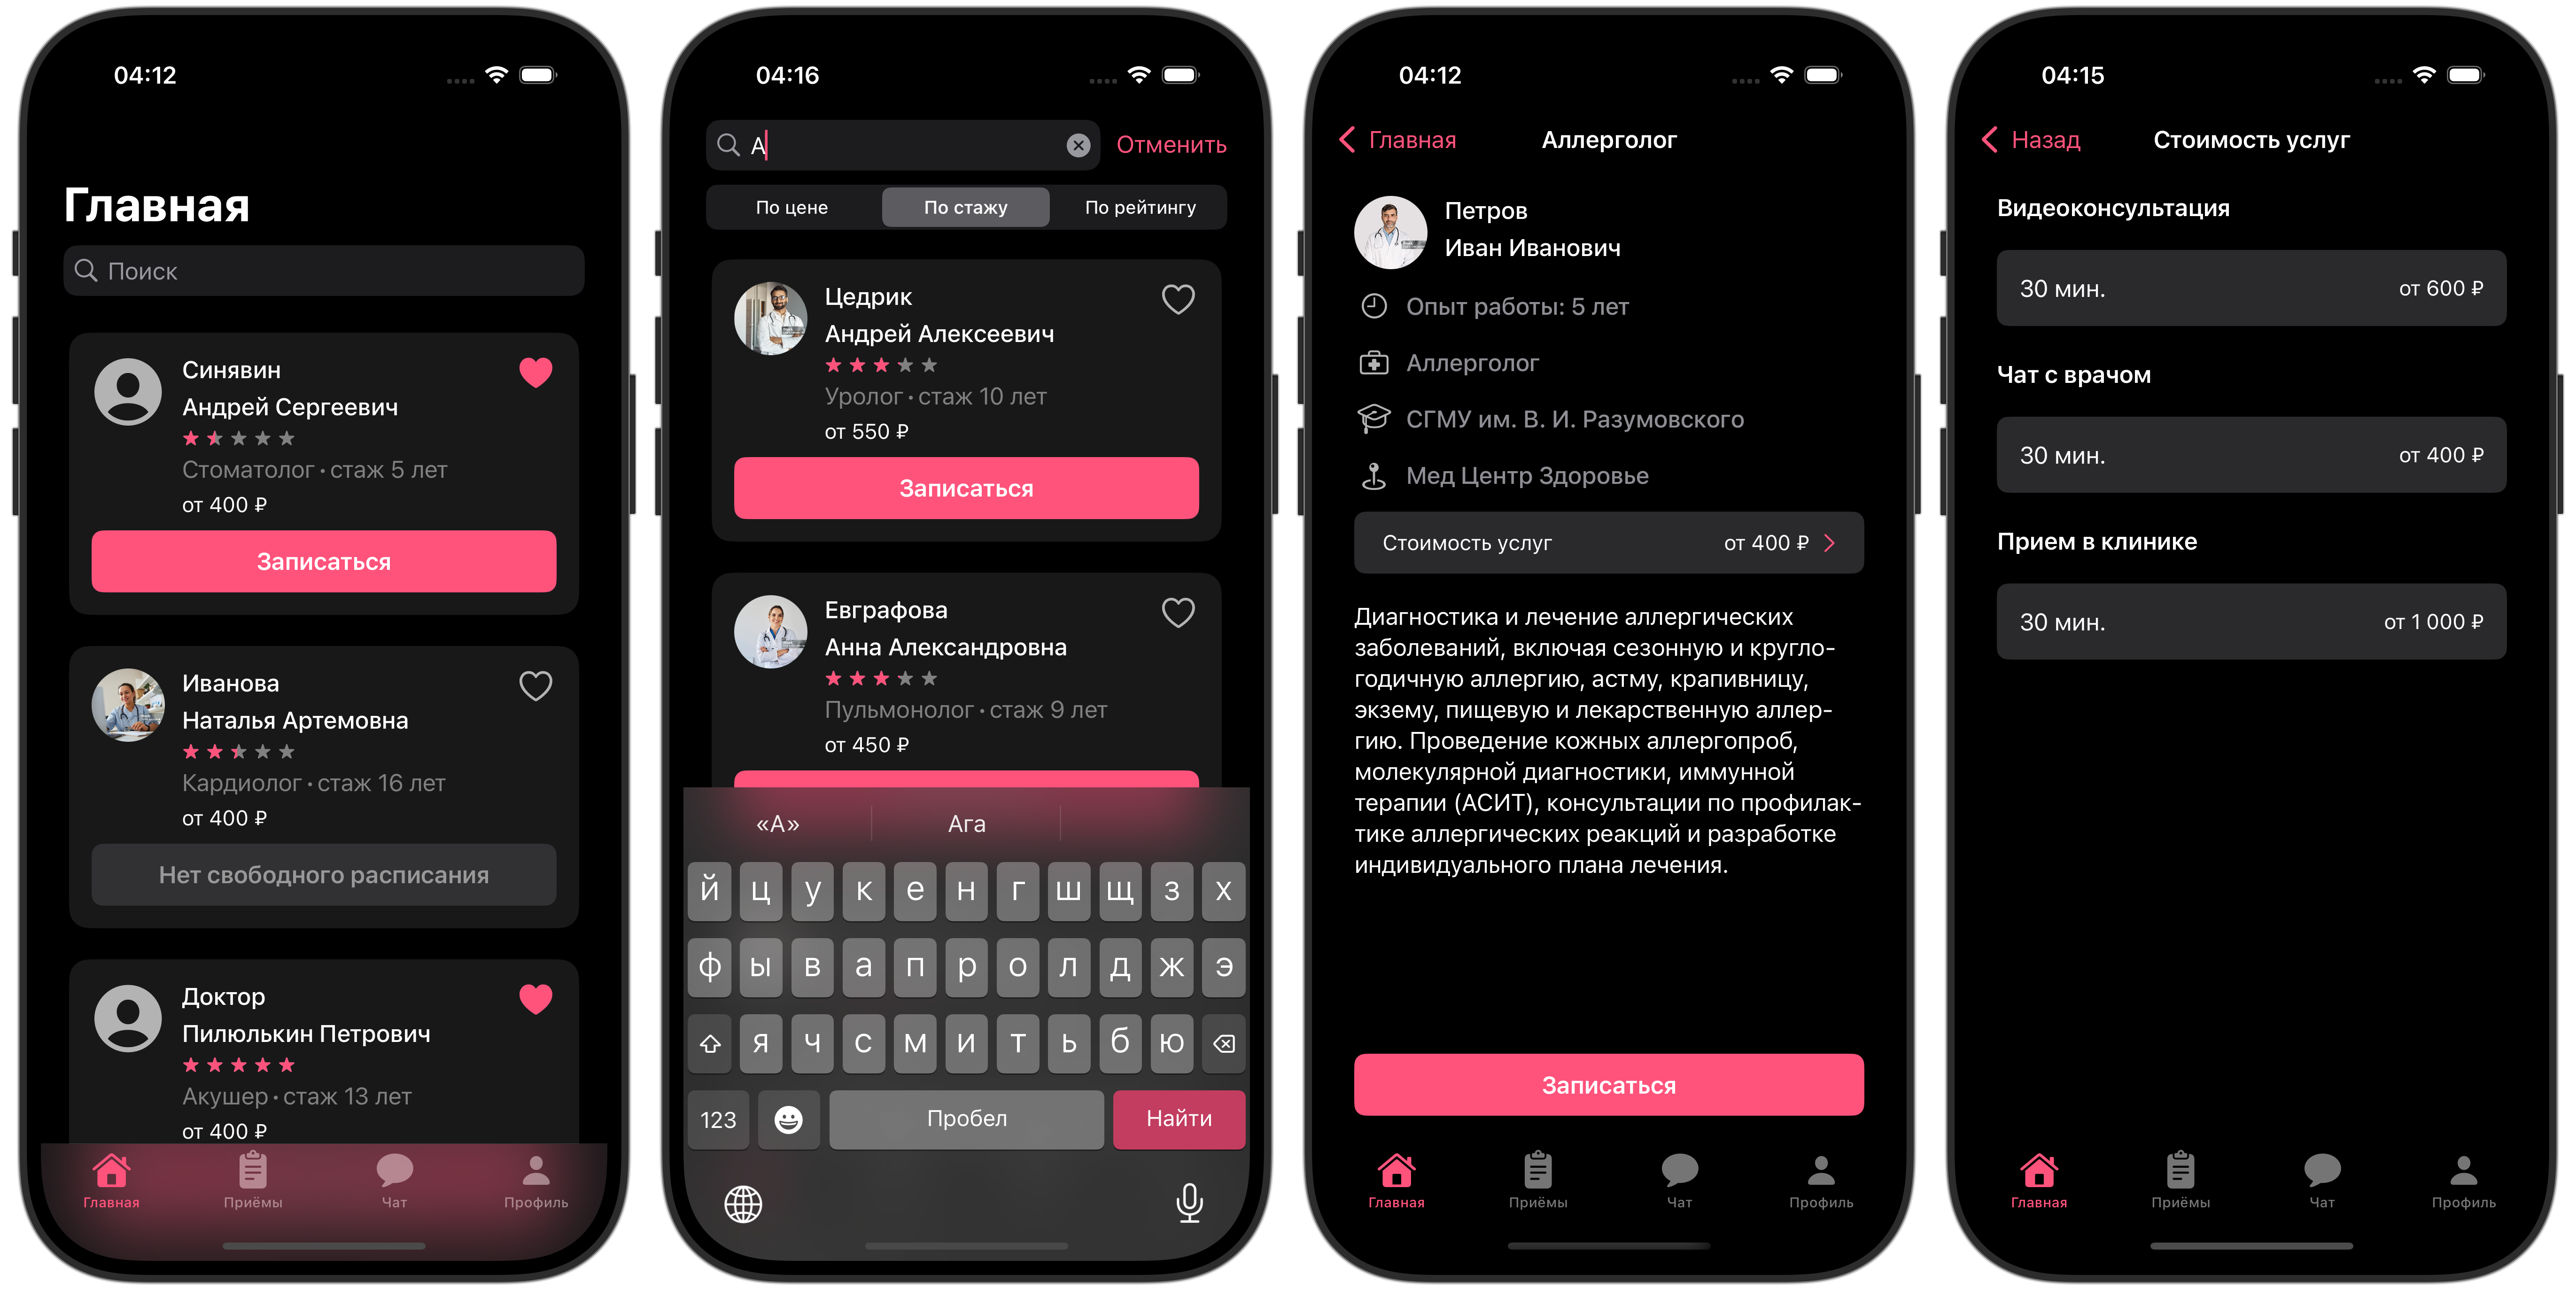 04:12
Главная
Поиск
Синявин
Андрей Сергеевич
Стоматолог • стаж 5 лет
от 400 ₽
Записаться
Иванова
Наталья Артемовна
Кардиолог • стаж 16 лет
от 400 ₽
Нет свободного расписания
Доктор
Пилюлькин Петрович
Акушер • стаж 13 лет
от 400 ₽
Главная Приёмы Чат Профиль
04:16
А Отменить
По цене По стажу По рейтингу
Цедрик
Андрей Алексеевич
Уролог • стаж 10 лет
от 550 ₽
Записаться
Евграфова
Анна Александровна
Пульмонолог • стаж 9 лет
от 450 ₽
«А» Ага
й ц у к е н г ш щ з х
ф ы в а п р о л д ж э
я ч с м и т ь б ю
123 Пробел Найти
04:12
Главная Аллерголог
Петров
Иван Иванович
Опыт работы: 5 лет
Аллерголог
СГМУ им. В. И. Разумовского
Мед Центр Здоровье
Стоимость услуг от 400 ₽
Диагностика и лечение аллергических
заболеваний, включая сезонную и кругло-
годичную аллергию, астму, крапивницу,
экзему, пищевую и лекарственную аллер-
гию. Проведение кожных аллергопроб,
молекулярной диагностики, иммунной
терапии (АСИТ), консультации по профилак-
тике аллергических реакций и разработке
индивидуального плана лечения.
Записаться
Главная Приёмы Чат Профиль
04:15
Назад Стоимость услуг
Видеоконсультация
30 мин. от 600 ₽
Чат с врачом
30 мин. от 400 ₽
Прием в клинике
30 мин. от 1 000 ₽
Главная Приёмы Чат Профиль